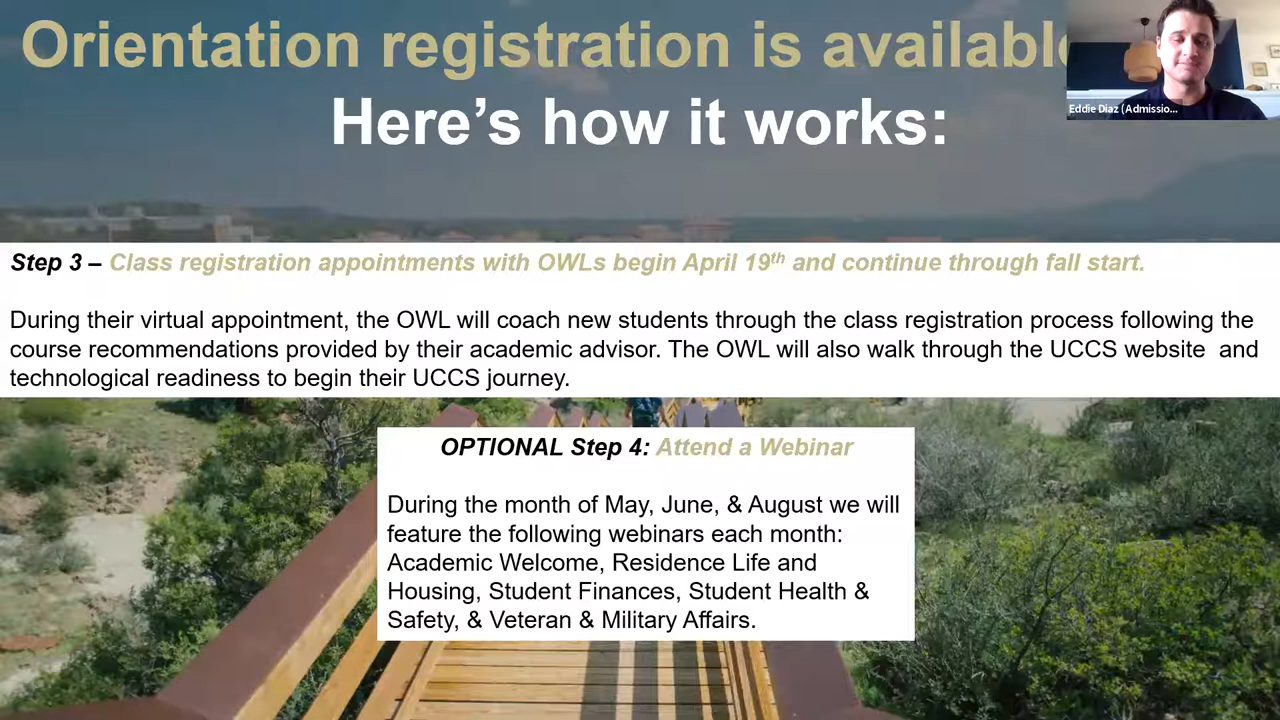 Orientation registration is availabl
Here's how it works:
Eddie Diaz (Admissio...
Step 3 – Class registration appointments with OWLs begin April 19th and continue through fall start.
During their virtual appointment, the OWL will coach new students through the class registration process following the
course recommendations provided by their academic advisor. The OWL will also walk through the UCCS website and
technological readiness to begin their UCCS journey.
OPTIONAL Step 4: Attend a Webinar
During the month of May, June, & August we will
feature the following webinars each month:
Academic Welcome, Residence Life and
Housing, Student Finances, Student Health &
Safety, & Veteran & Military Affairs.